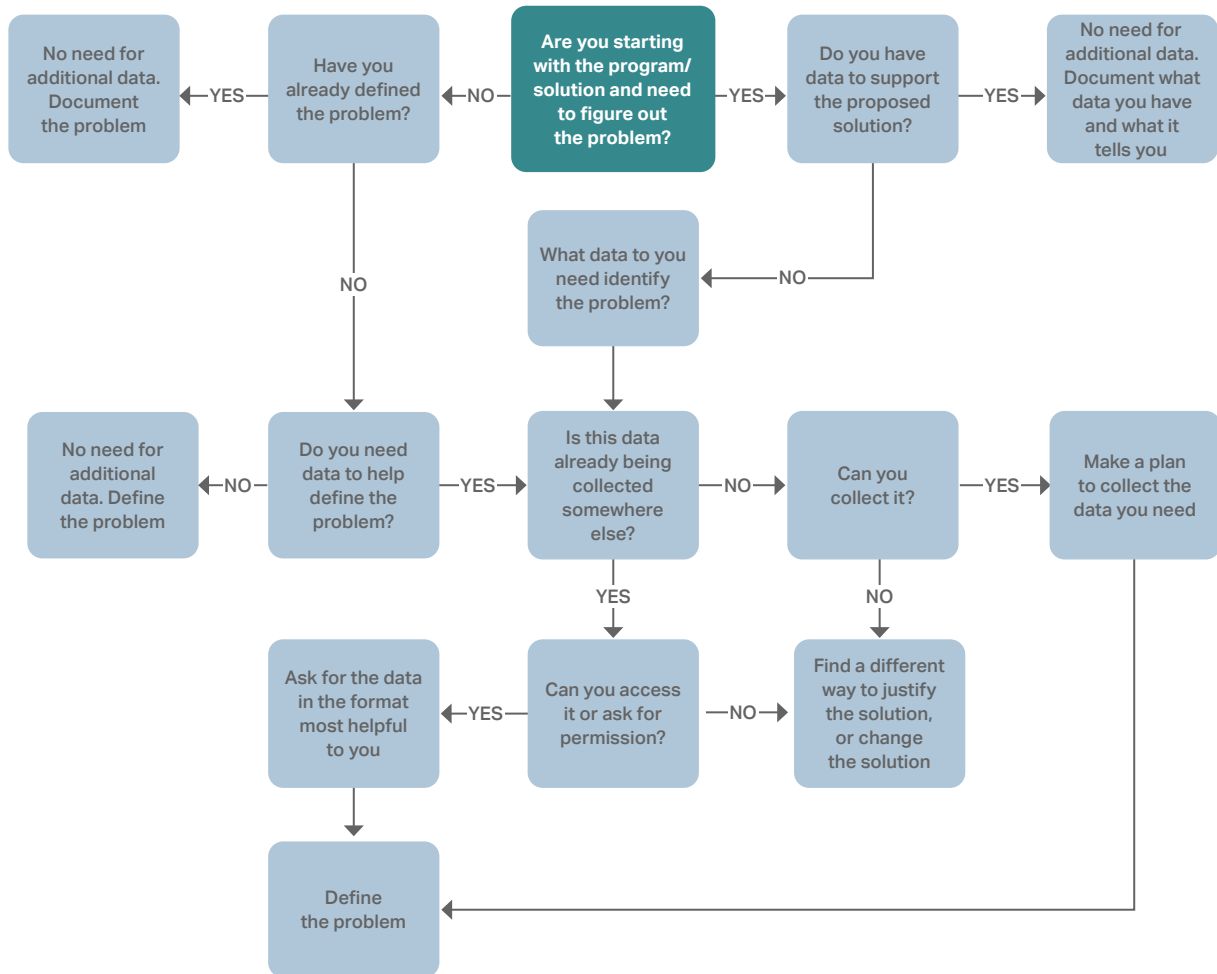 No need for
additional data.
Document
the problem
YES
Have you
already defined
the problem?
NO
Are you starting
with the program/
solution and need
to figure out
the problem?
YES
Do you have
data to support
the proposed
solution?
YES
No need for
additional data.
Document what
data you have
and what it
tells you
NO
What data to you
need identify
the problem?
NO
No need for
additional
data. Define
the problem
NO
Do you need
data to help
define the
problem?
YES
Is this data
already being
collected
somewhere
else?
NO
Can you
collect it?
YES
Make a plan
to collect the
data you need
YES
NO
Ask for the data
in the format
most helpful
to you
YES
Can you access
it or ask for
permission?
NO
Find a different
way to justify
the solution,
or change
the solution
Define
the problem